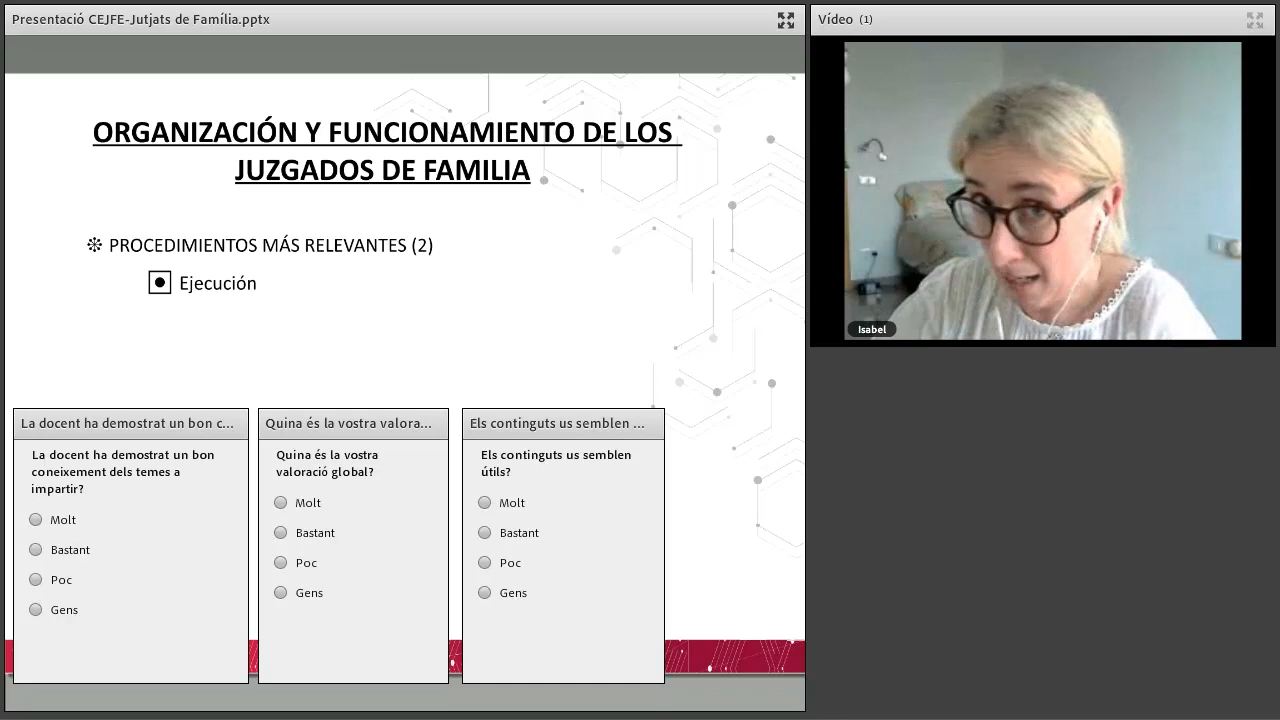 Presentació CEJFE-Jutjats de Família.pptx
ORGANIZACIÓN Y FUNCIONAMIENTO DE LOS
JUZGADOS DE FAMILIA
❊ PROCEDIMIENTOS MÁS RELEVANTES (2)
Ejecución
La docent ha demostrat un bon c...
La docent ha demostrat un bon
coneixement dels temes a
impartir?
Molt
Bastant
Poc
Gens
Quina és la vostra valora...
Quina és la vostra
valoració global?
Molt
Bastant
Poc
Gens
Els continguts us semblen ...
Els continguts us semblen
útils?
Molt
Bastant
Poc
Gens
Vídeo (1)
Isabel